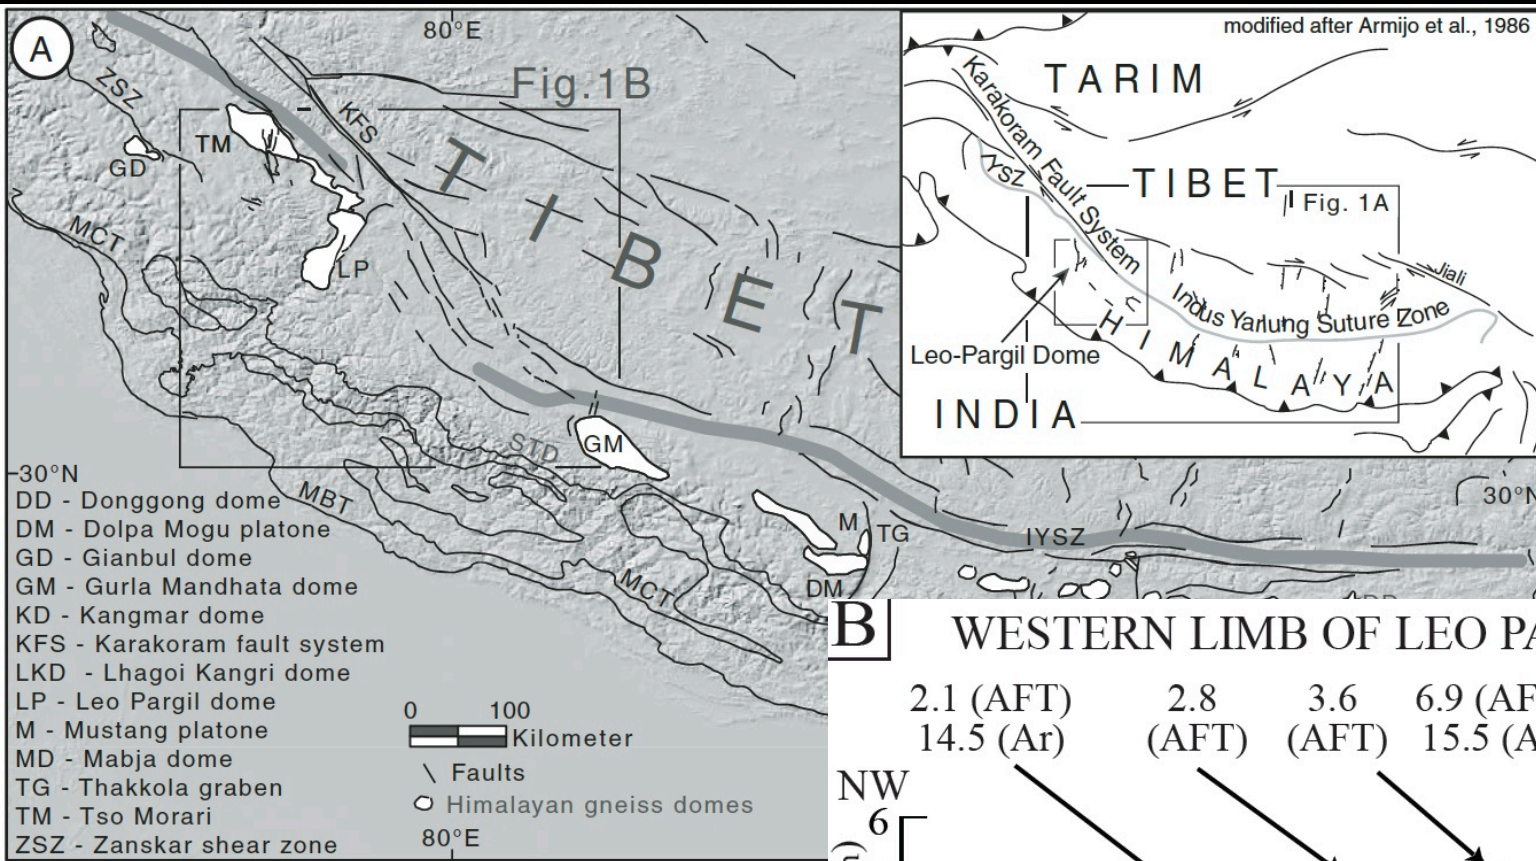 A
80°E
Fig.1B
ZSZ
KFS
TM
GD
TIBET
MCT
LP
STD
GM
30°N
MBT
M
TG
IYSZ
30°N
DM
MCT
DD - Donggong dome
DM - Dolpa Mogu platone
GD - Gianbul dome
GM - Gurla Mandhata dome
KD - Kangmar dome
KFS - Karakoram fault system
LKD - Lhagoi Kangri dome
LP - Leo Pargil dome
M - Mustang platone
MD - Mabja dome
TG - Thakkola graben
TM - Tso Morari
ZSZ - Zanskar shear zone
0 100
Kilometer
Faults
Himalayan gneiss domes
80°E
modified after Armijo et al., 1986
TARIM
Karakoram Fault System
TIBET
IYSZ
Fig. 1A
Jiali
Indus Yarlung Suture Zone
HIMALAYA
Leo-Pargil Dome
INDIA
B
WESTERN LIMB OF LEO PA
2.1 (AFT) 2.8 3.6 6.9 (AF
14.5 (Ar) (AFT) (AFT) 15.5 (A
NW
6